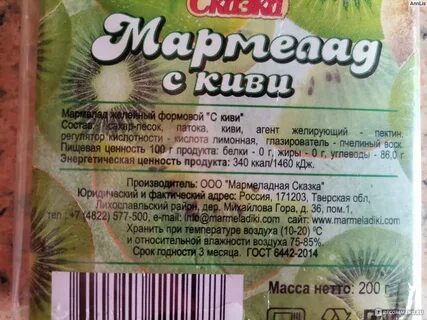 AnnLis
Сказки
Мармелад
с киви
Мармелад желейный формовой "С киви"
Состав: сахар-песок, патока, киви, агент желирующий - пектин,
регулятор кислотности - кислота лимонная, глазирователь - пчелиный воск.
Пищевая ценность 100 г продукта: белки - 0 г, жиры - 0 г, углеводы - 86,0 г
Энергетическая ценность продукта: 340 ккал/1460 кДж.
Производитель: ООО "Мармеладная Сказка"
Юридический и фактический адрес: Россия, 171203, Тверская обл,
Лихославльский район, дер. Михайлова Гора, д. 36, пом.1,
тел : +7 (4822) 577-500, e-mail: info@marmeladiki.com, сайт: www.marmeladiki.com
Хранить при температуре воздуха (10-20) °С
и относительной влажности воздуха 75-85%.
Срок годности 3 месяца. ГОСТ 6442-2014
Масса нетто: 200 г
IRECOMMEND.RU